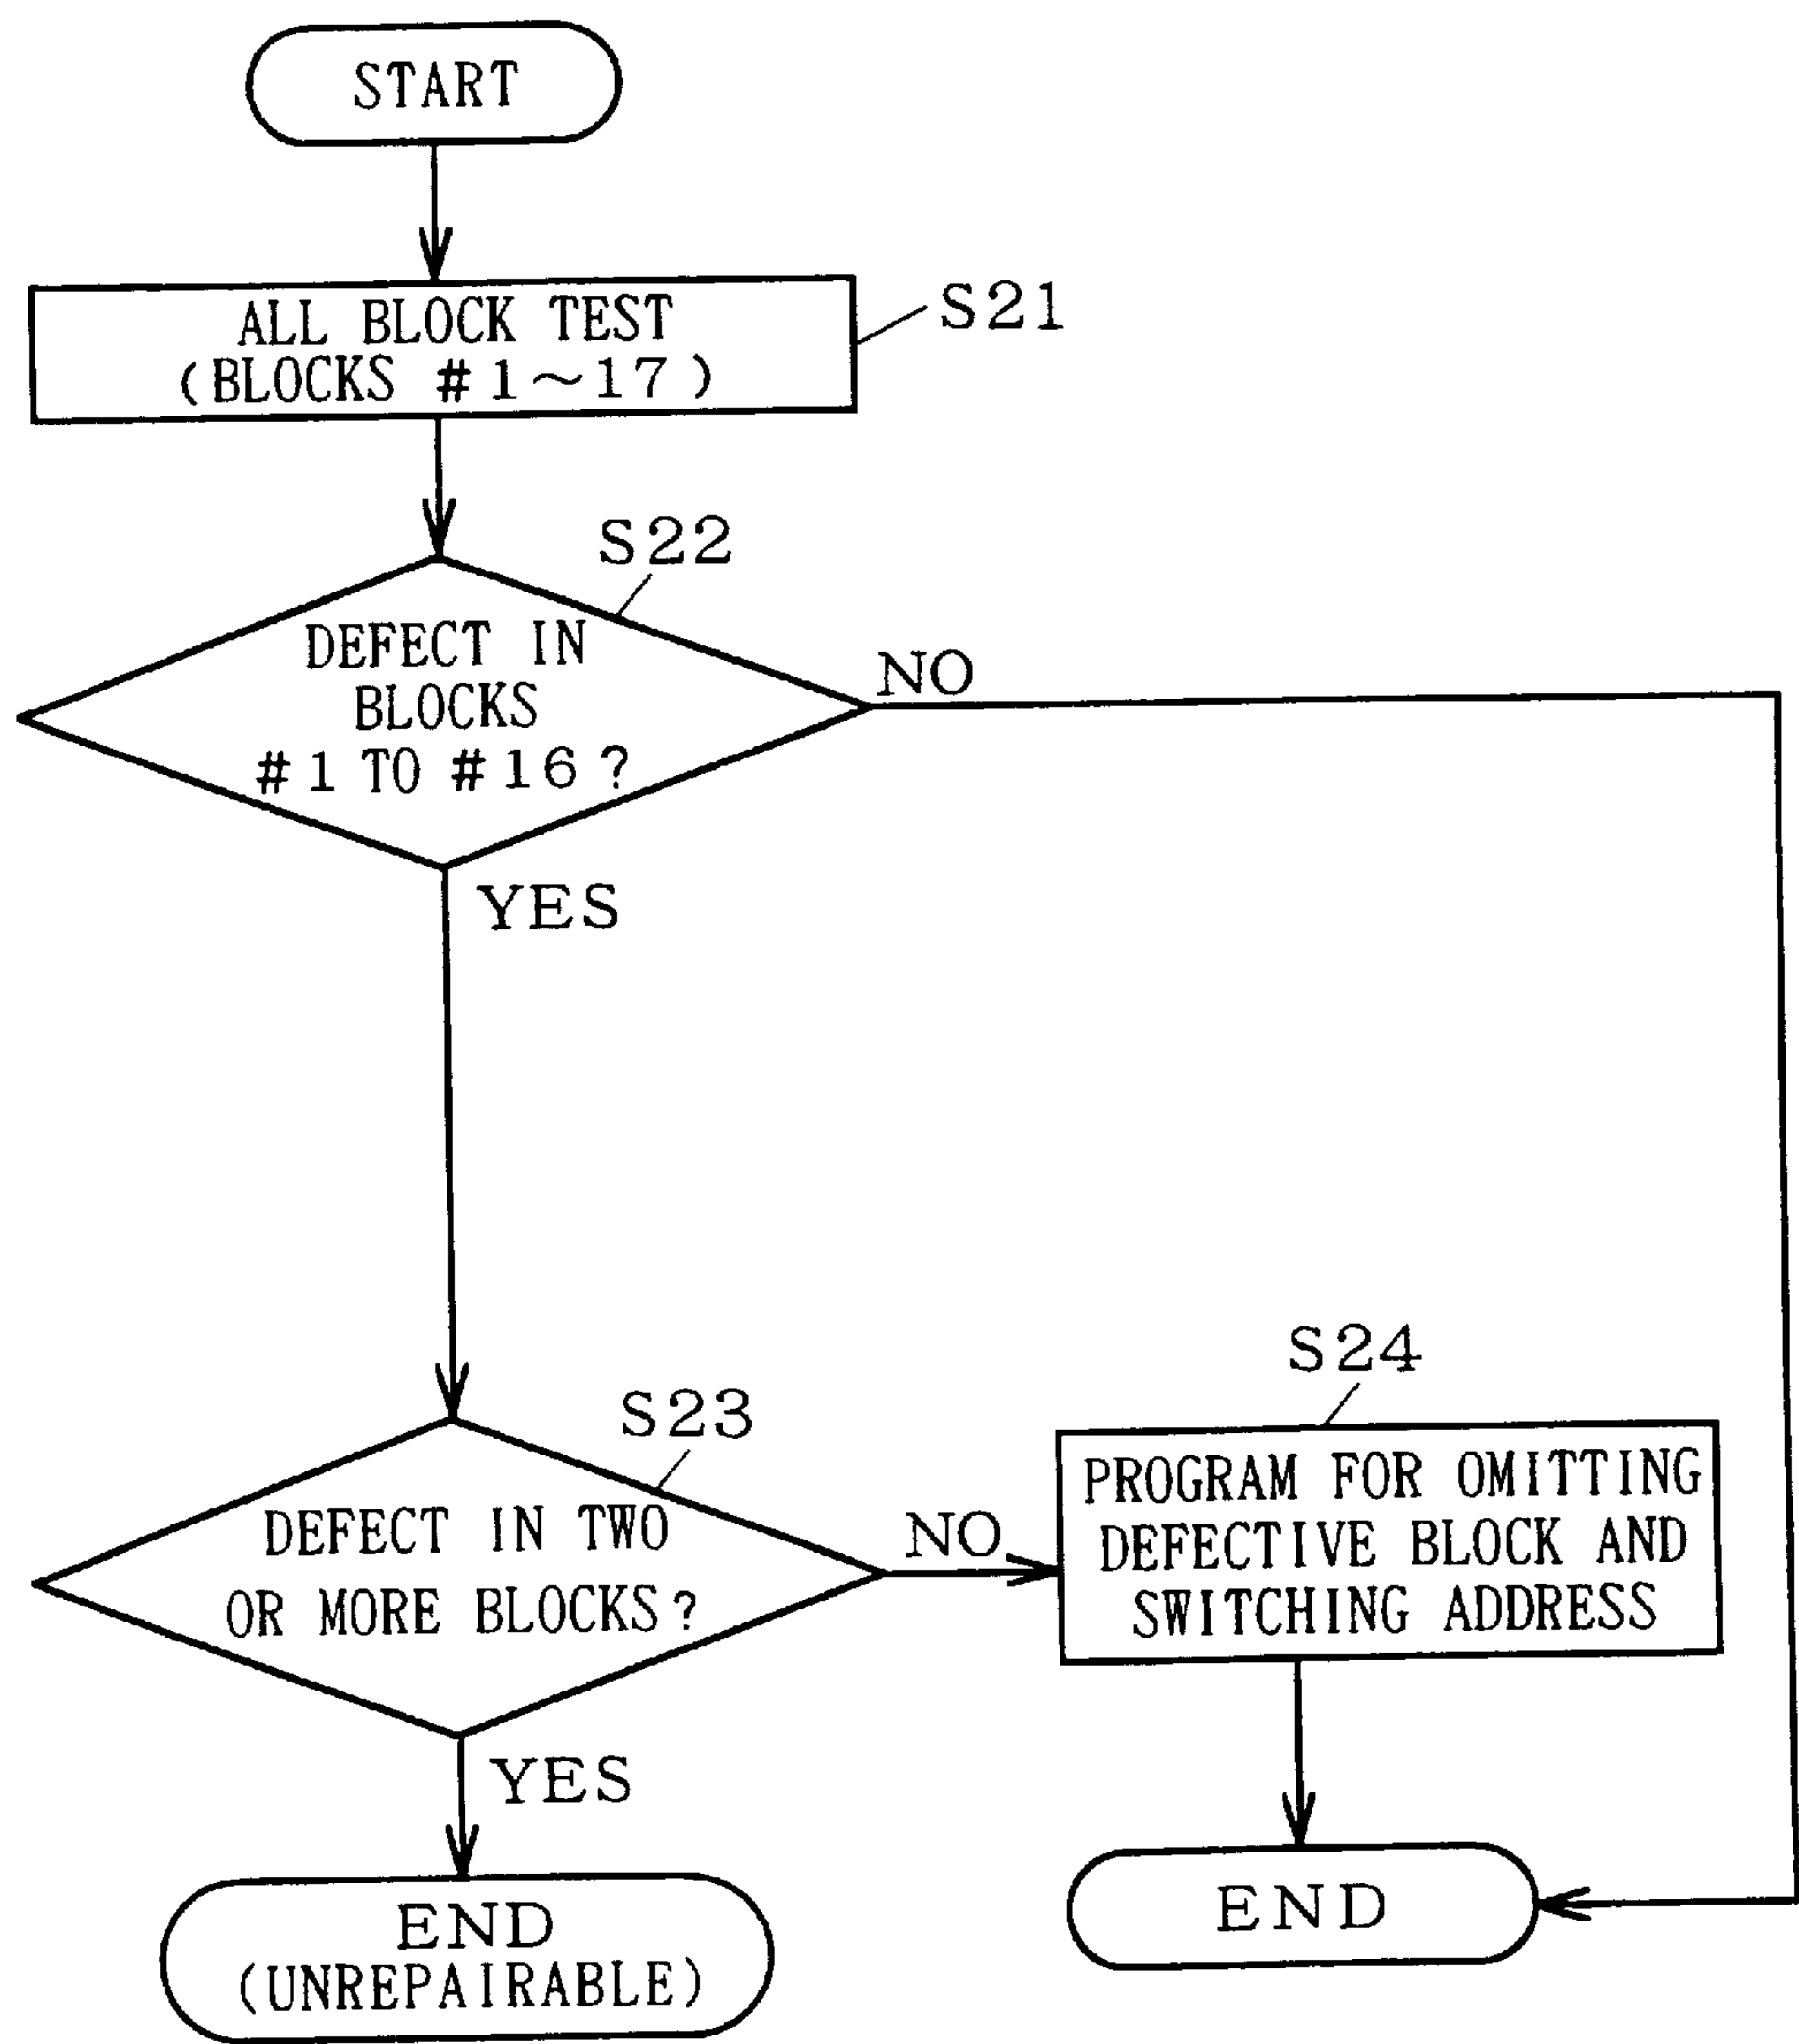 START
ALL BLOCK TEST
(BLOCKS #1~17)
S21
S22
DEFECT IN
BLOCKS
#1 TO #16?
NO
YES
S23
DEFECT IN TWO
OR MORE BLOCKS?
NO
S24
PROGRAM FOR OMITTING
DEFECTIVE BLOCK AND
SWITCHING ADDRESS
YES
END
(UNREPAIRABLE)
END